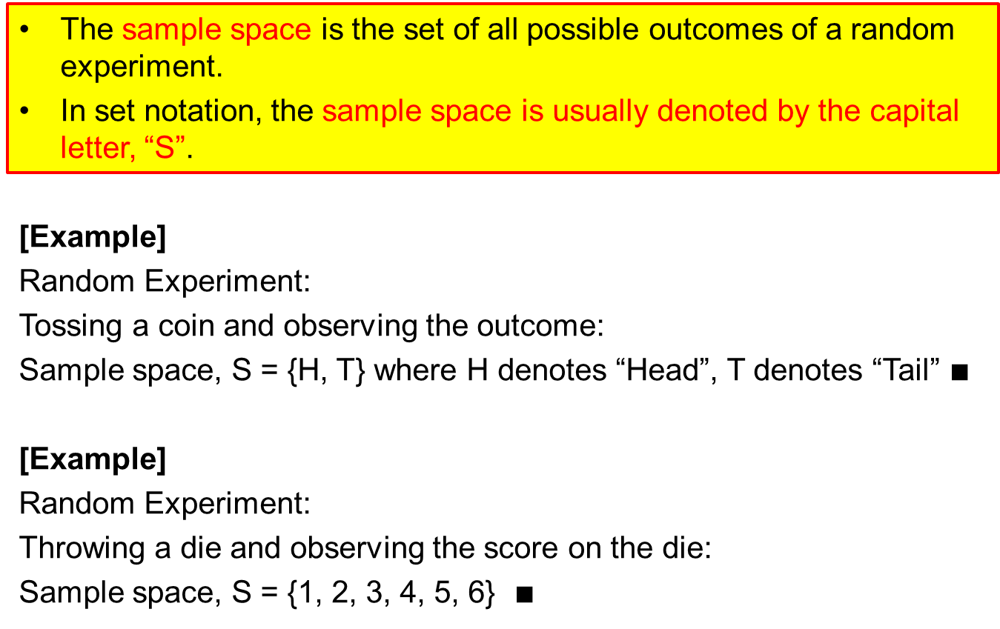 • The sample space is the set of all possible outcomes of a random
experiment.
• In set notation, the sample space is usually denoted by the capital
letter, “S”.
[Example]
Random Experiment:
Tossing a coin and observing the outcome:
Sample space, S = {H, T} where H denotes “Head”, T denotes “Tail” ■
[Example]
Random Experiment:
Throwing a die and observing the score on the die:
Sample space, S = {1, 2, 3, 4, 5, 6} ■